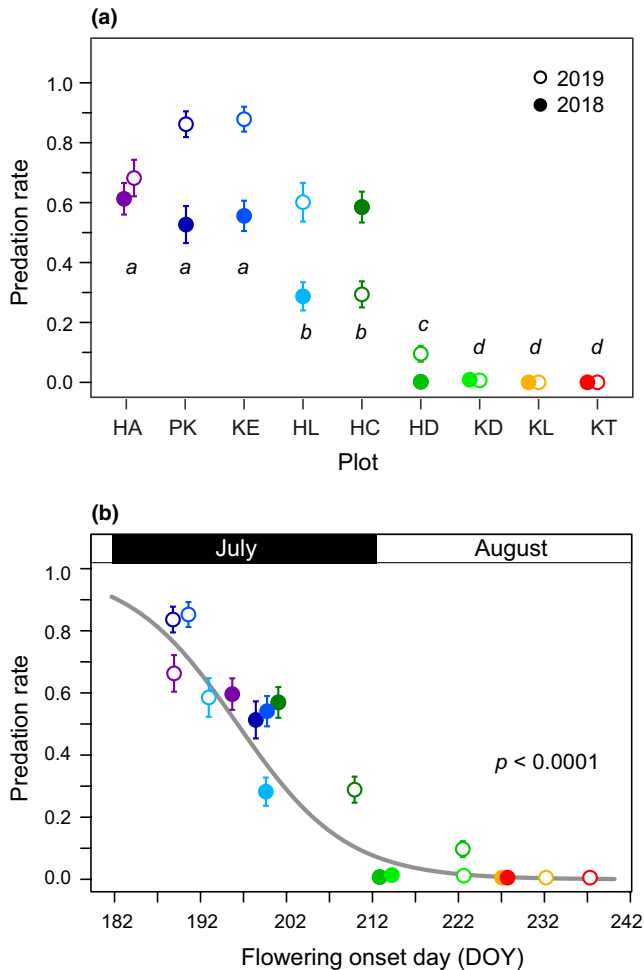 (a)
Predation rate
1.0
0.8
0.6
0.4
0.2
0.0
2019
2018
a a a b b c d d d
HA PK KE HL HC HD KD KL KT
Plot
(b)
July August
Predation rate
1.0
0.8
0.6
0.4
0.2
0.0
p < 0.0001
182 192 202 212 222 232 242
Flowering onset day (DOY)